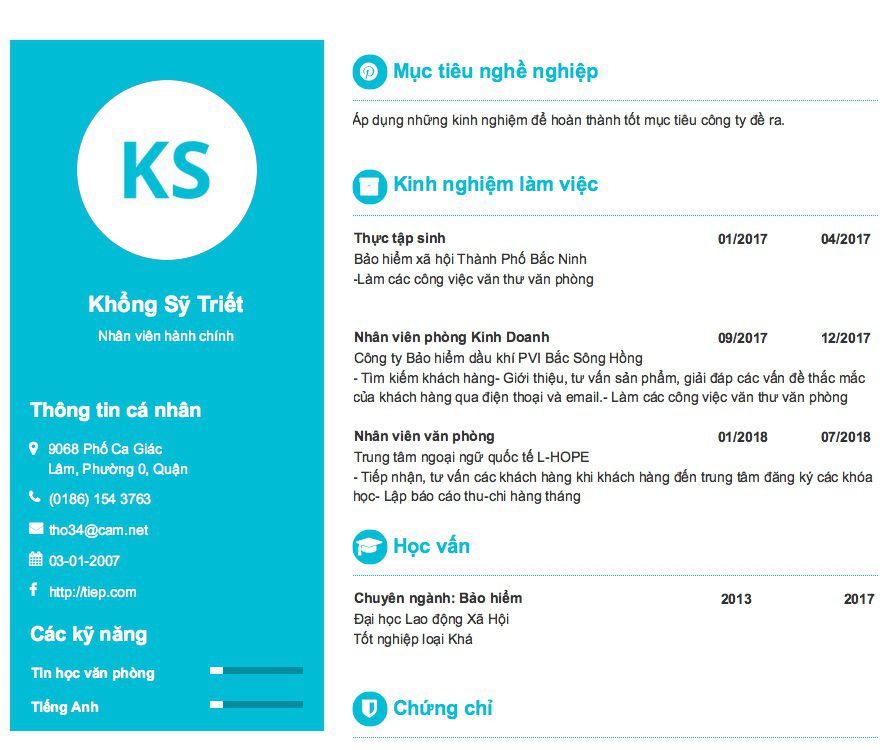 KS
Khổng Sỹ Triết
Nhân viên hành chính
Thông tin cá nhân
9068 Phố Ca Giác
Lâm, Phường 0, Quận
(0186) 154 3763
tho34@cam.net
03-01-2007
http://tiep.com
Các kỹ năng
Tin học văn phòng
Tiếng Anh
Mục tiêu nghề nghiệp
Áp dụng những kinh nghiệm để hoàn thành tốt mục tiêu công ty đề ra.
Kinh nghiệm làm việc
Thực tập sinh 01/2017 04/2017
Bảo hiểm xã hội Thành Phố Bắc Ninh
-Làm các công việc văn thư văn phòng
Nhân viên phòng Kinh Doanh 09/2017 12/2017
Công ty Bảo hiểm dầu khí PVI Bắc Sông Hồng
- Tìm kiếm khách hàng- Giới thiệu, tư vấn sản phẩm, giải đáp các vấn đề thắc mắc
của khách hàng qua điện thoại và email.- Làm các công việc văn thư văn phòng
Nhân viên văn phòng 01/2018 07/2018
Trung tâm ngoại ngữ quốc tế L-HOPE
- Tiếp nhận, tư vấn các khách hàng khi khách hàng đến trung tâm đăng ký các khóa
học- Lập báo cáo thu-chi hàng tháng
Học vấn
Chuyên ngành: Bảo hiểm 2013 2017
Đại học Lao động Xã Hội
Tốt nghiệp loại Khá
Chứng chỉ